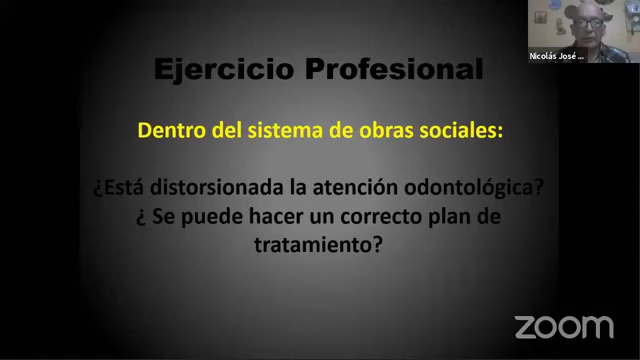 Nicolás José ...
Ejercicio Profesional
Dentro del sistema de obras sociales:
¿Está distorsionada la atención odontológica?
¿ Se puede hacer un correcto plan de
tratamiento?
zoom